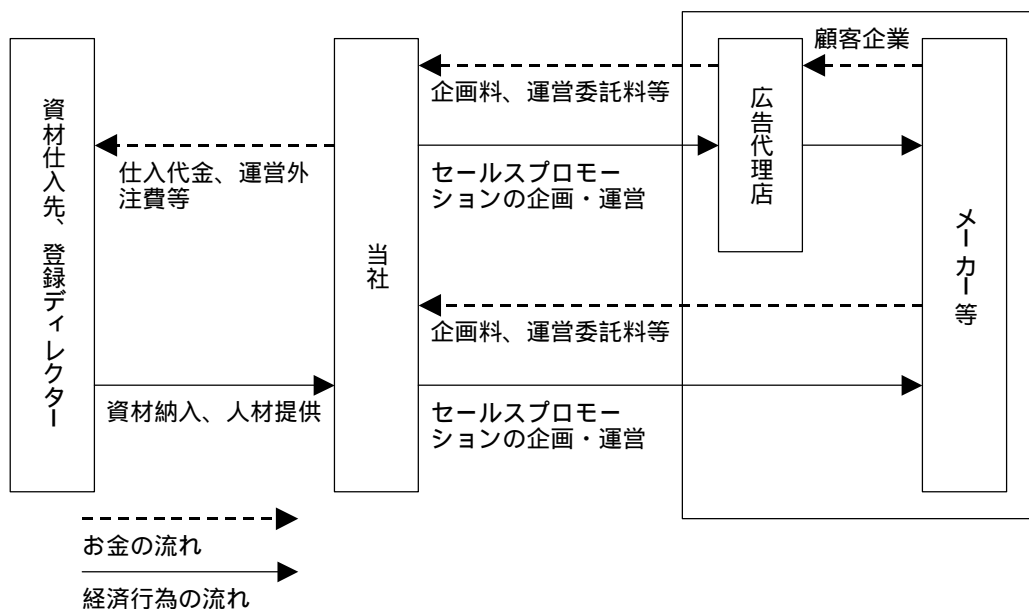 顧客企業
資材仕入先、登録ディレクター
当社
広告代理店
メーカー等
企画料、運営委託料等
仕入代金、運営外
注費等
セールスプロモー
ションの企画・運営
企画料、運営委託料等
資材納入、人材提供
セールスプロモー
ションの企画・運営
お金の流れ
経済行為の流れ